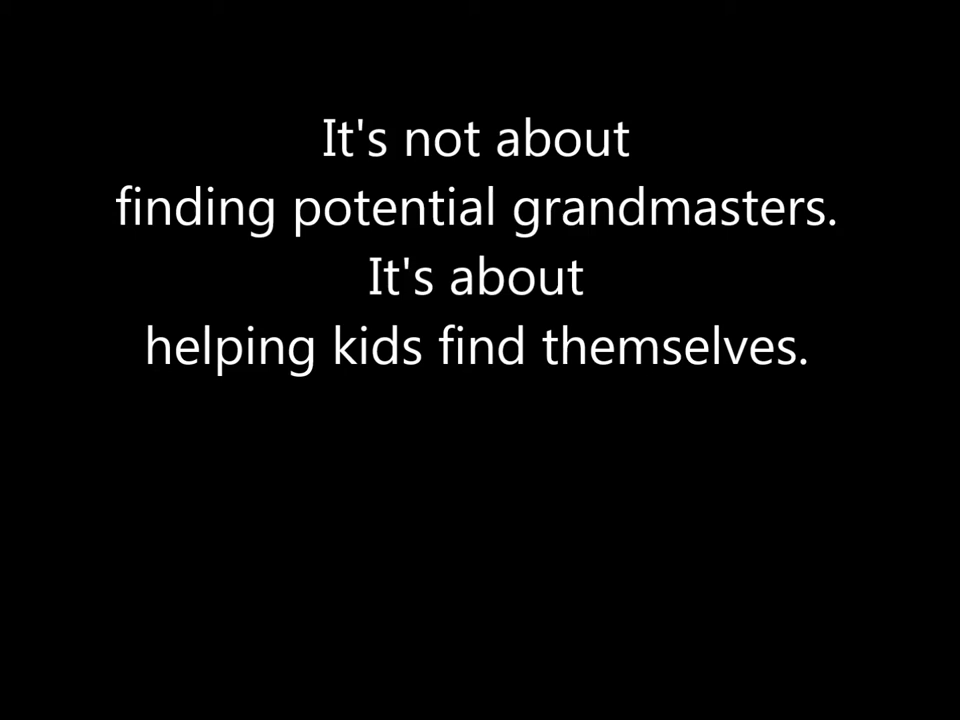 It's not about
finding potential grandmasters.
It's about
helping kids find themselves.